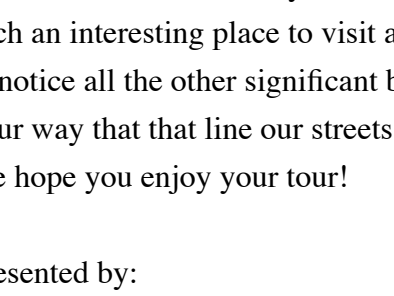 ch an interesting place to visit a
notice all the other significant b
ur way that that line our streets
e hope you enjoy your tour!
esented by: